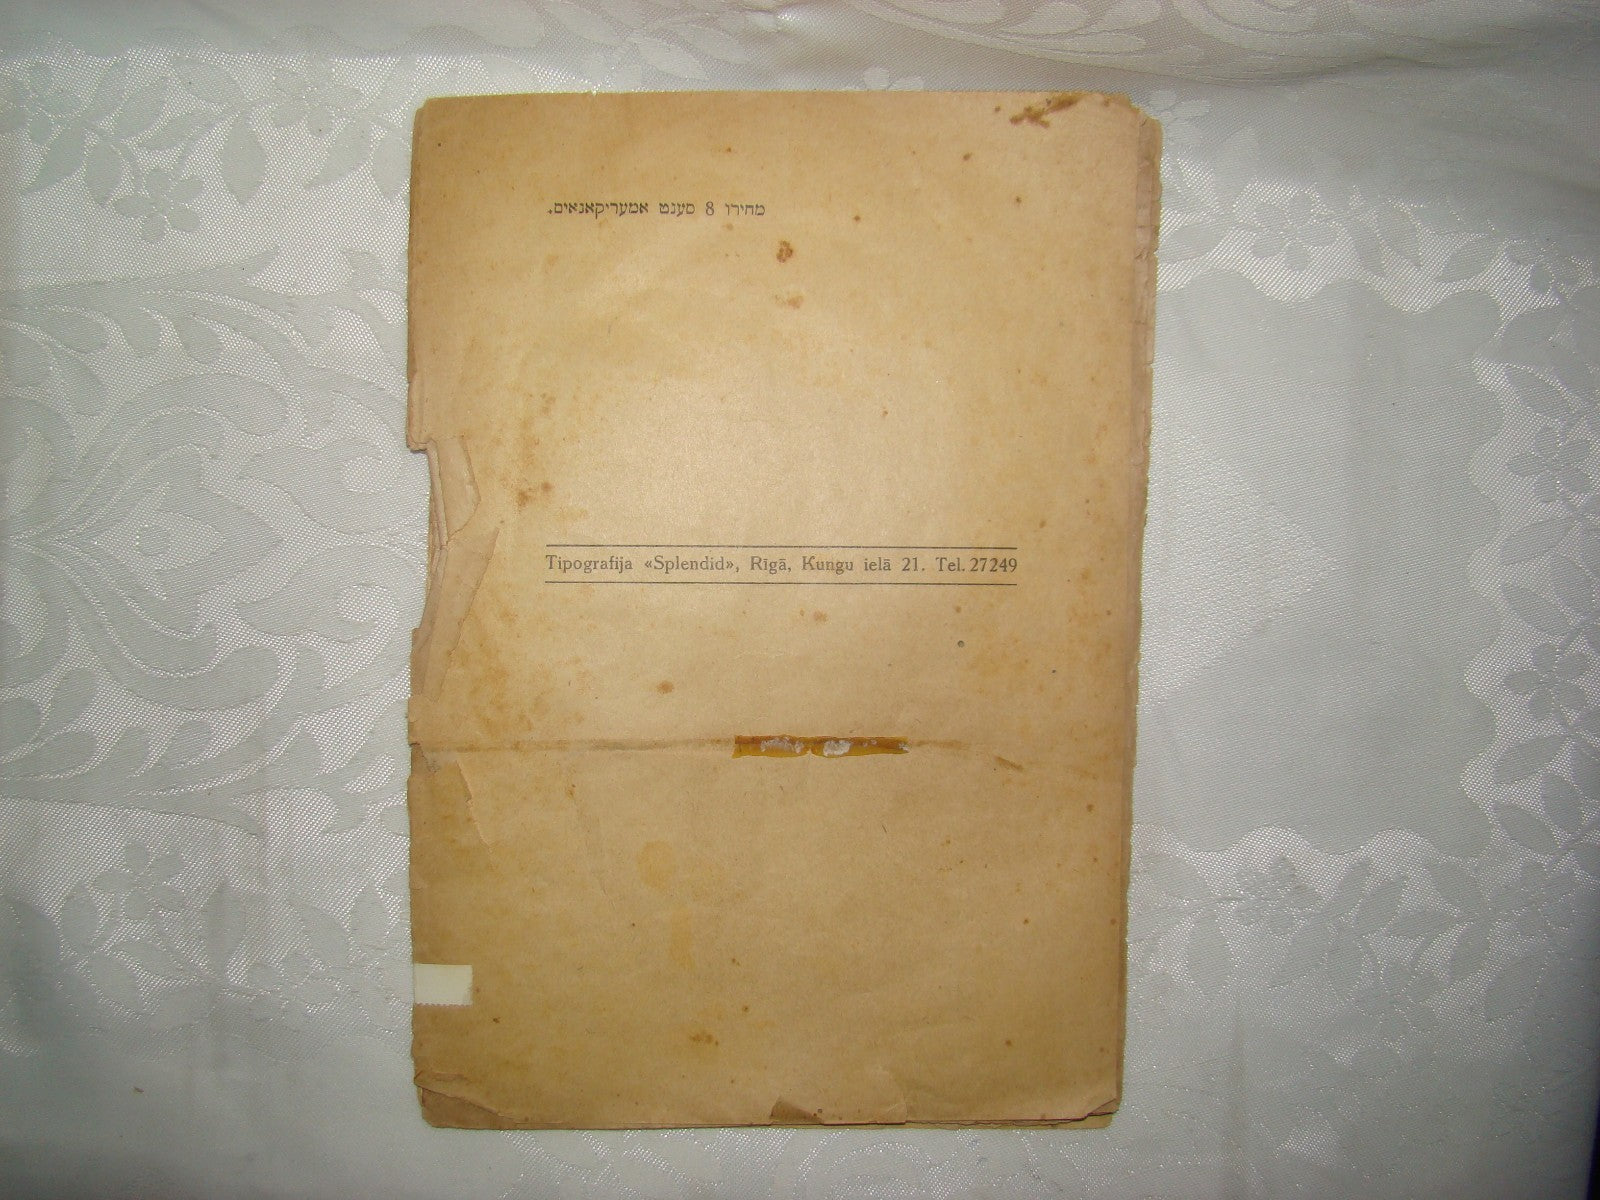 מחירו 8 סענט אמעריקאנאים.
Tipografija «Splendid», Rīgā, Kungu ielā 21. Tel. 27249